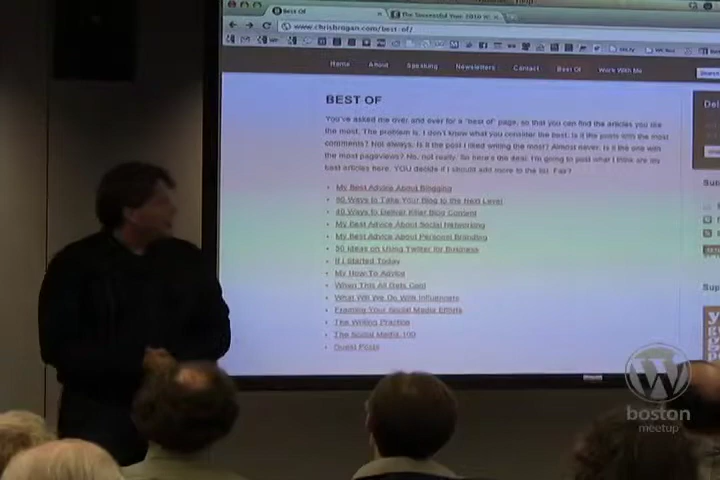 Best Of
The Successful Year 2010
www.chrisbrogan.com/best-of/
Home About Speaking Newsletters Contact Best Of Work With Me
BEST OF
You've asked me over and over for a "best of" page, so that you can find the articles you like
the most. The problem is, I don't know what you consider the best. Is it the posts with the most
comments? Not always. Is it the post I liked writing the most? Almost never. Is it the one with
the most pageviews? No, not really. So here's the deal. I'm going to post what I think are my
best articles here. YOU decide if I should add more to the list. Fair?
My Best Advice About Blogging
50 Ways to Take Your Blog to the Next Level
40 Ways to Deliver Killer Blog Content
My Best Advice About Social Networking
My Best Advice About Personal Branding
50 Ideas on Using Twitter for Business
If I Started Today
My How To Advice
When This All Gets Cool
What Will We Do With Influencers
Framing Your Social Media Efforts
The Writing Practice
The Social Media 100
Guest Posts
W
boston
meetup